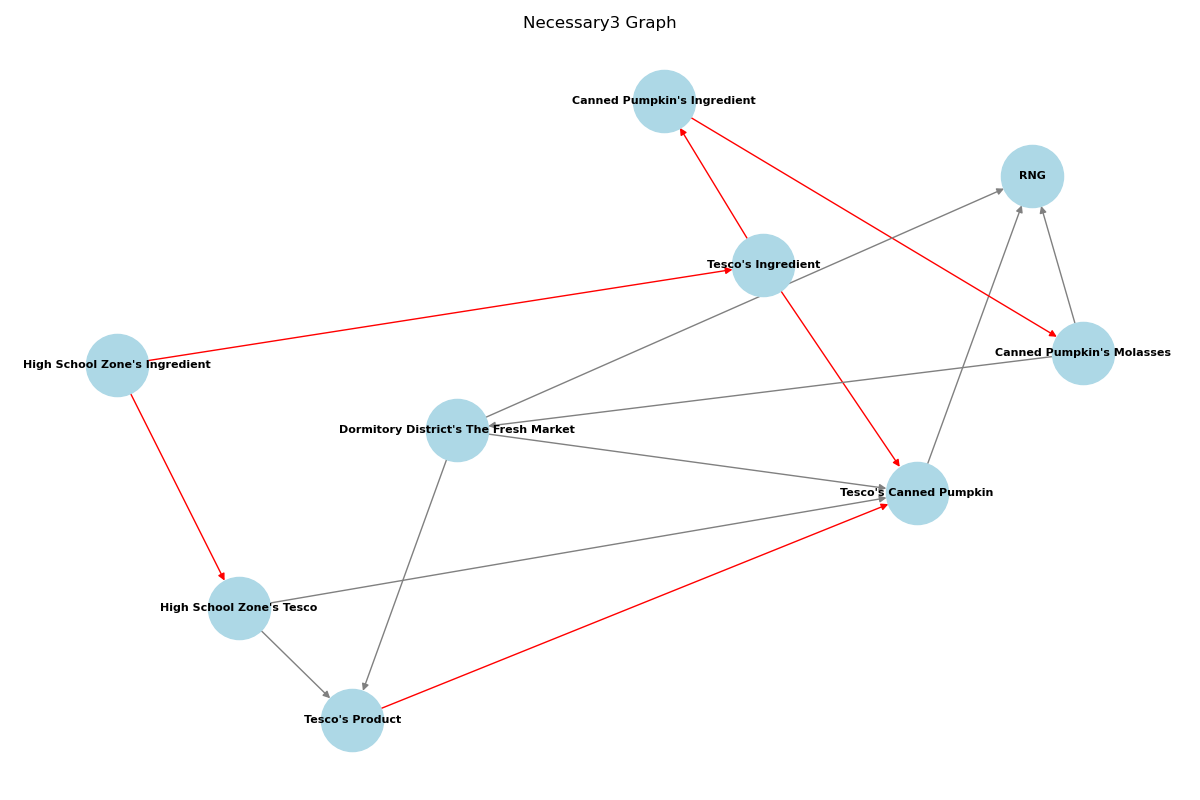 Necessary3 Graph
Canned Pumpkin's Ingredient
RNG
Tesco's Ingredient
Canned Pumpkin's Molasses
High School Zone's Ingredient
Dormitory District's The Fresh Market
Tesco's Canned Pumpkin
High School Zone's Tesco
Tesco's Product